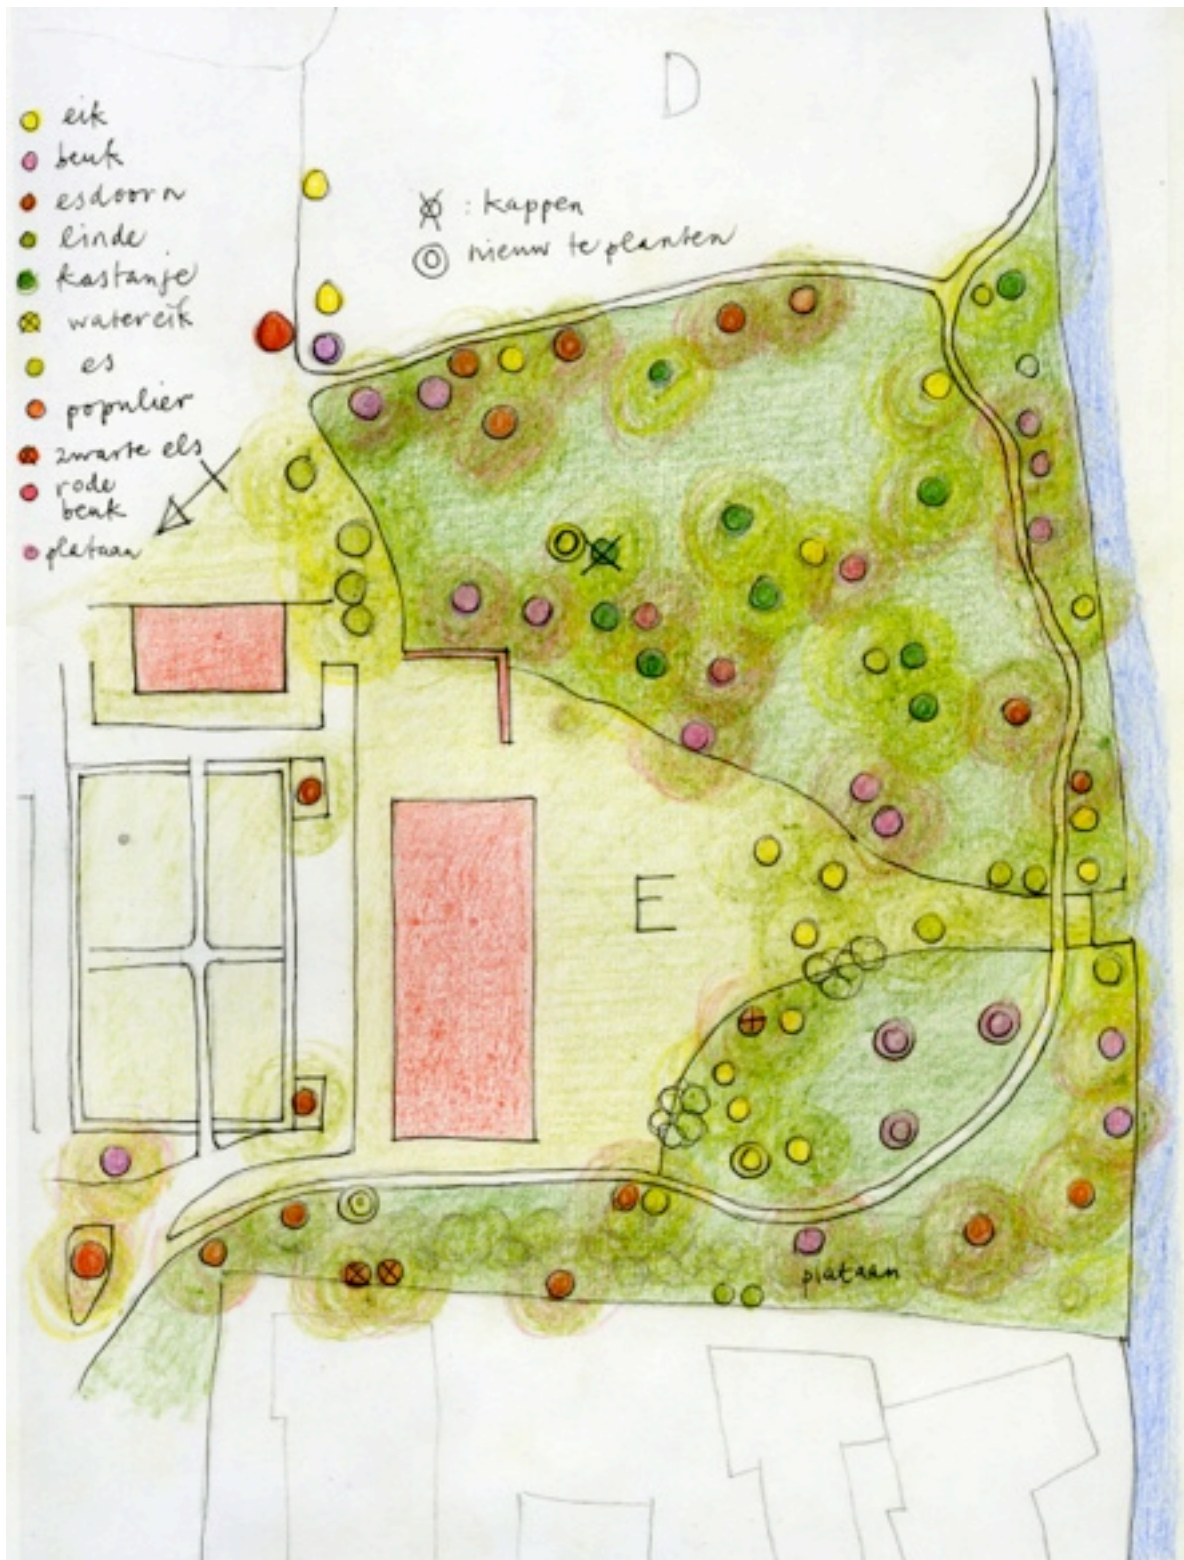 D
eik
beuk
esdoorn
linde
kastanje
watereik
es
populier
zwarte els
rode
beuk
plataan
: kappen
nieuw te planten
E
plataan